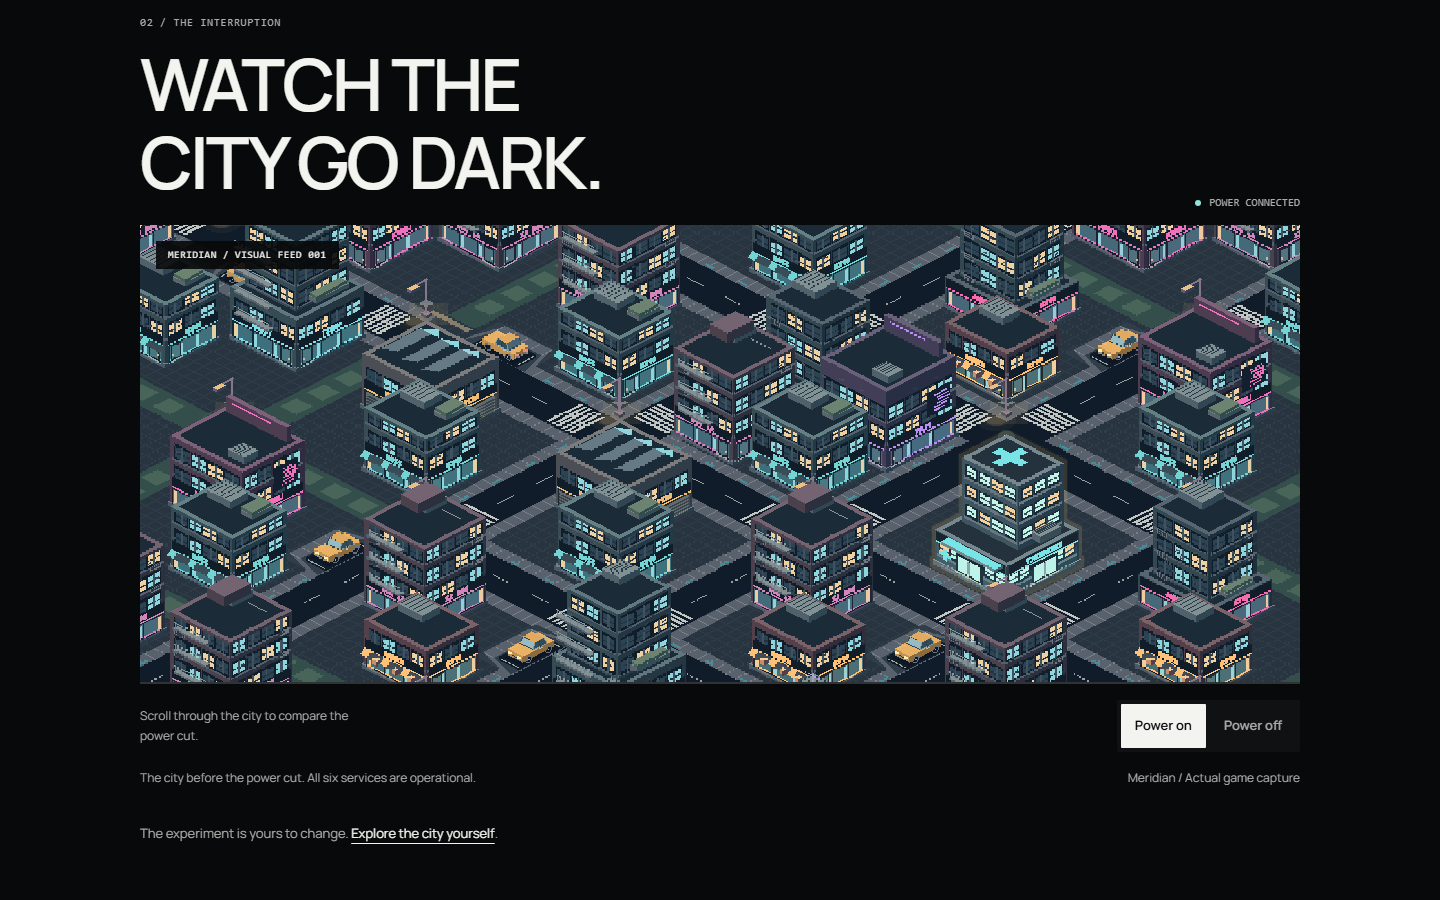 02 / THE INTERRUPTION
WATCH THE
CITY GO DARK.
POWER CONNECTED
MERIDIAN / VISUAL FEED 001
Scroll through the city to compare the
power cut.
Power on
Power off
The city before the power cut. All six services are operational.
Meridian / Actual game capture
The experiment is yours to change. Explore the city yourself.